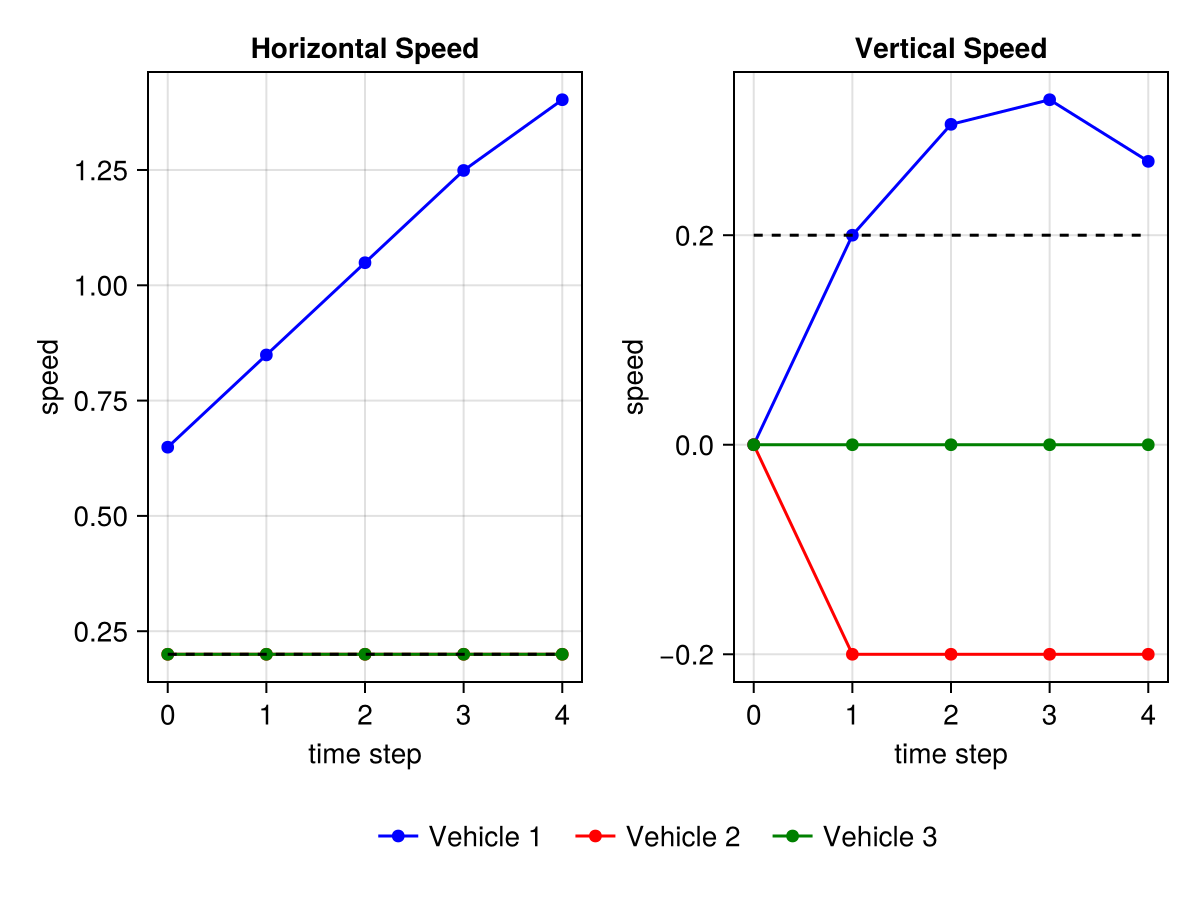 Horizontal Speed
speed
1.25
1.00
0.75
0.50
0.25
0 1 2 3 4
time step
Vertical Speed
speed
0.2
0.0
−0.2
0 1 2 3 4
time step
Vehicle 1 Vehicle 2 Vehicle 3